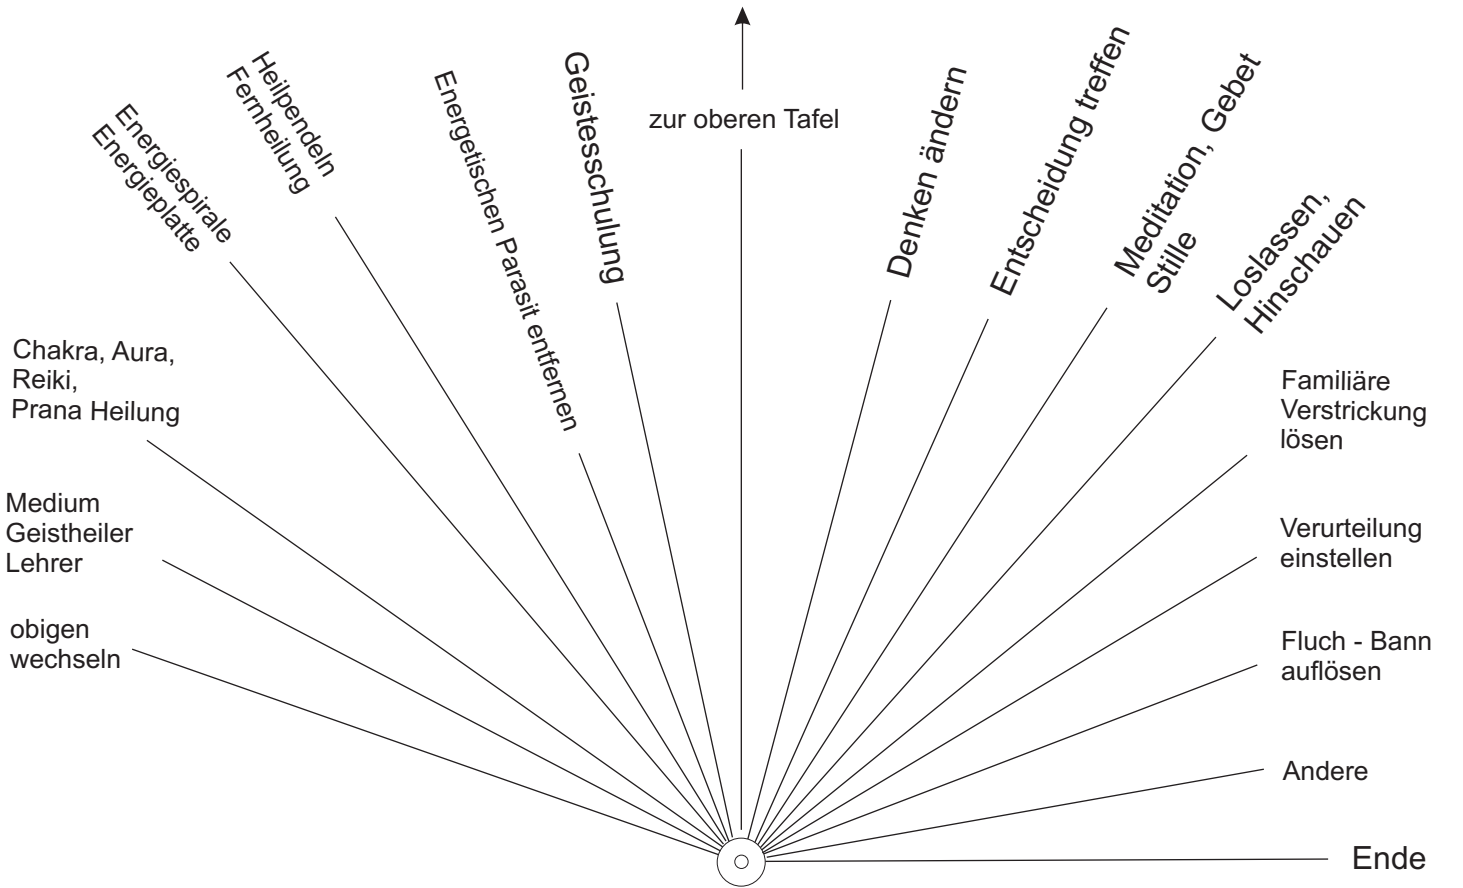 obigen
wechseln
Medium
Geistheiler
Lehrer
Chakra, Aura,
Reiki,
Prana Heilung
Energiespirale
Energieplatte
Heilpendeln
Fernheilung
Energetischen Parasit entfernen
Geistesschulung
zur oberen Tafel
Denken ändern
Entscheidung treffen
Meditation, Gebet
Stille
Loslassen,
Hinschauen
Familiäre
Verstrickung
lösen
Verurteilung
einstellen
Fluch - Bann
auflösen
Andere
Ende